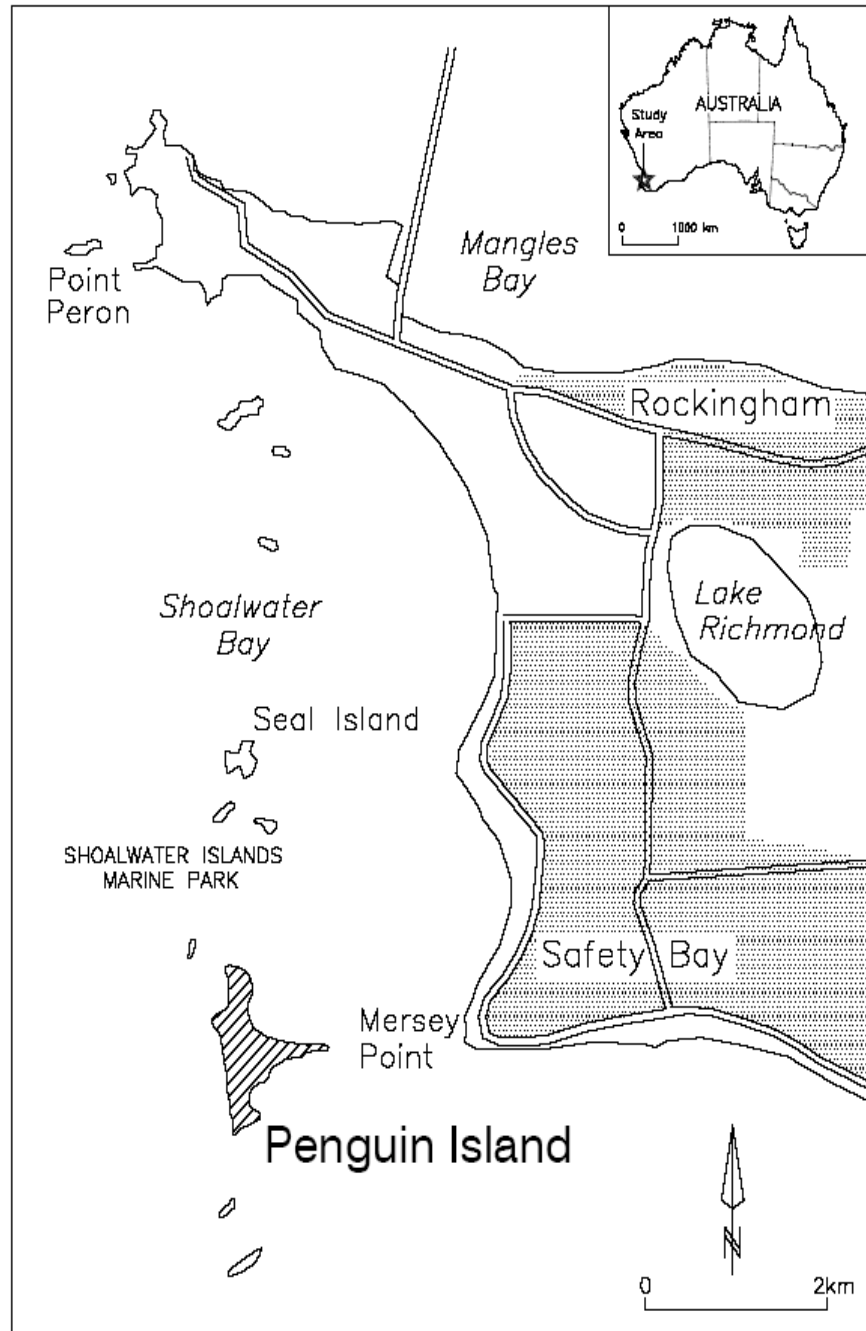 AUSTRALIA
Study
Area
0 1000 km
Mangles
Bay
Point
Peron
Rockingham
Lake
Richmond
Shoalwater
Bay
Seal Island
SHOALWATER ISLANDS
MARINE PARK
Safety Bay
Mersey
Point
Penguin Island
N
0 2km